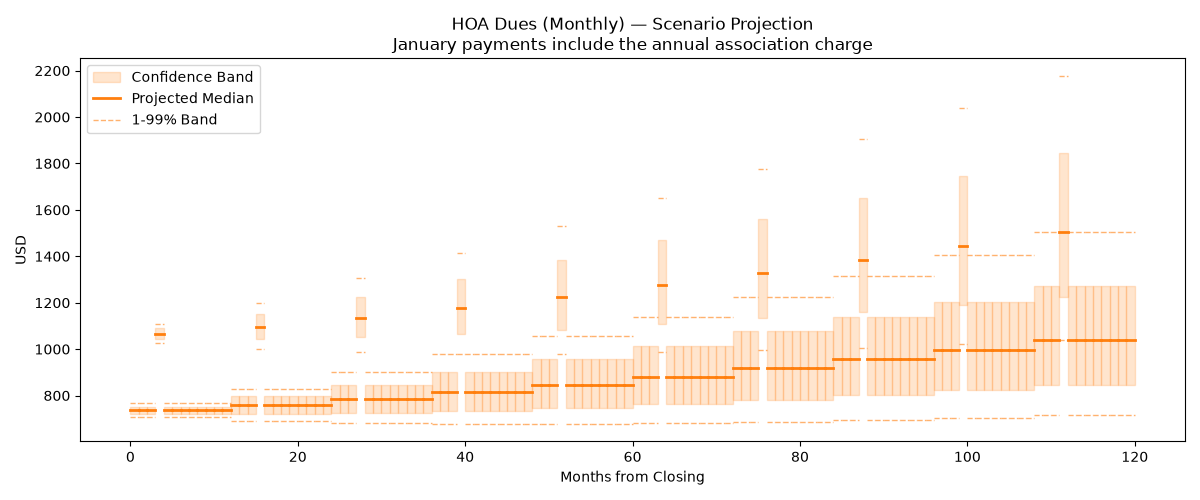 HOA Dues (Monthly) — Scenario Projection
January payments include the annual association charge
Confidence Band
Projected Median
1-99% Band
2200
2000
1800
1600
1400
1200
1000
800
USD
0
20
40
60
80
100
120
Months from Closing